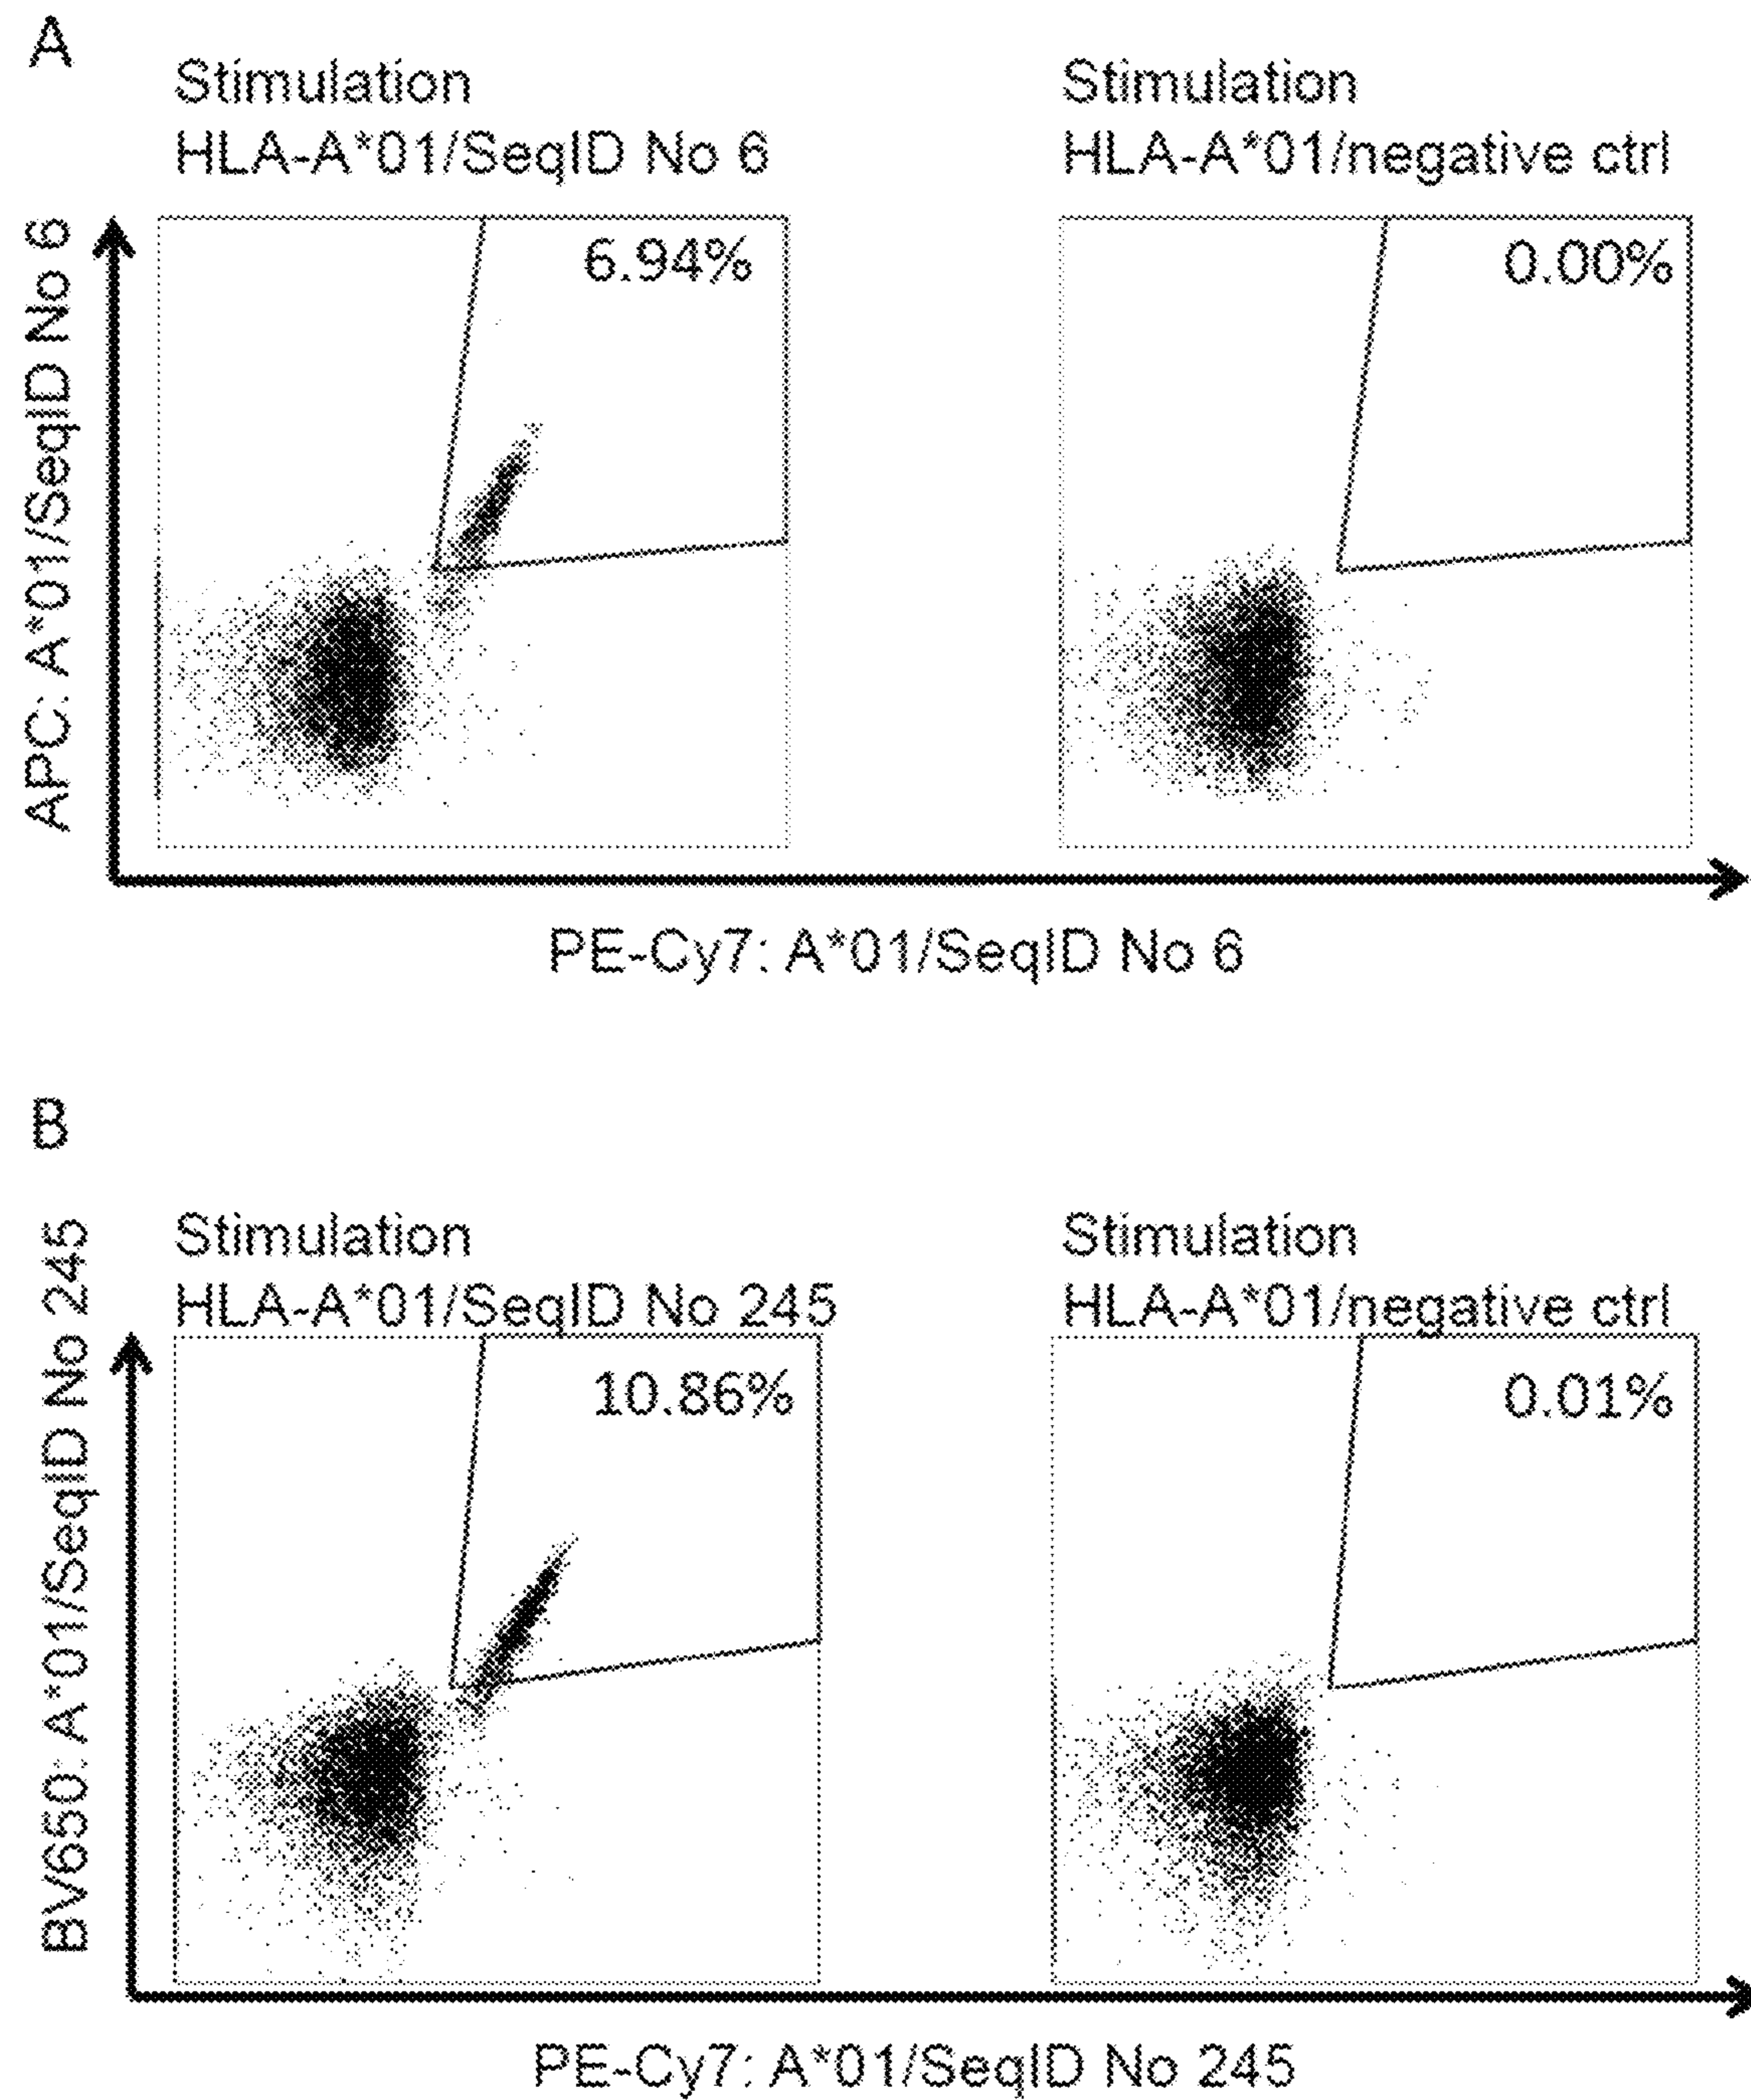 A
Stimulation
HLA-A*01/SeqID No 6
Stimulation
HLA-A*01/negative ctrl
APC: A*01/SeqID No 6
6.94%
0.00%
PE-Cy7: A*01/SeqID No 6
B
Stimulation
HLA-A*01/SeqID No 245
Stimulation
HLA-A*01/negative ctrl
BV650: A*01/SeqID No 245
10.86%
0.01%
PE-Cy7: A*01/SeqID No 245